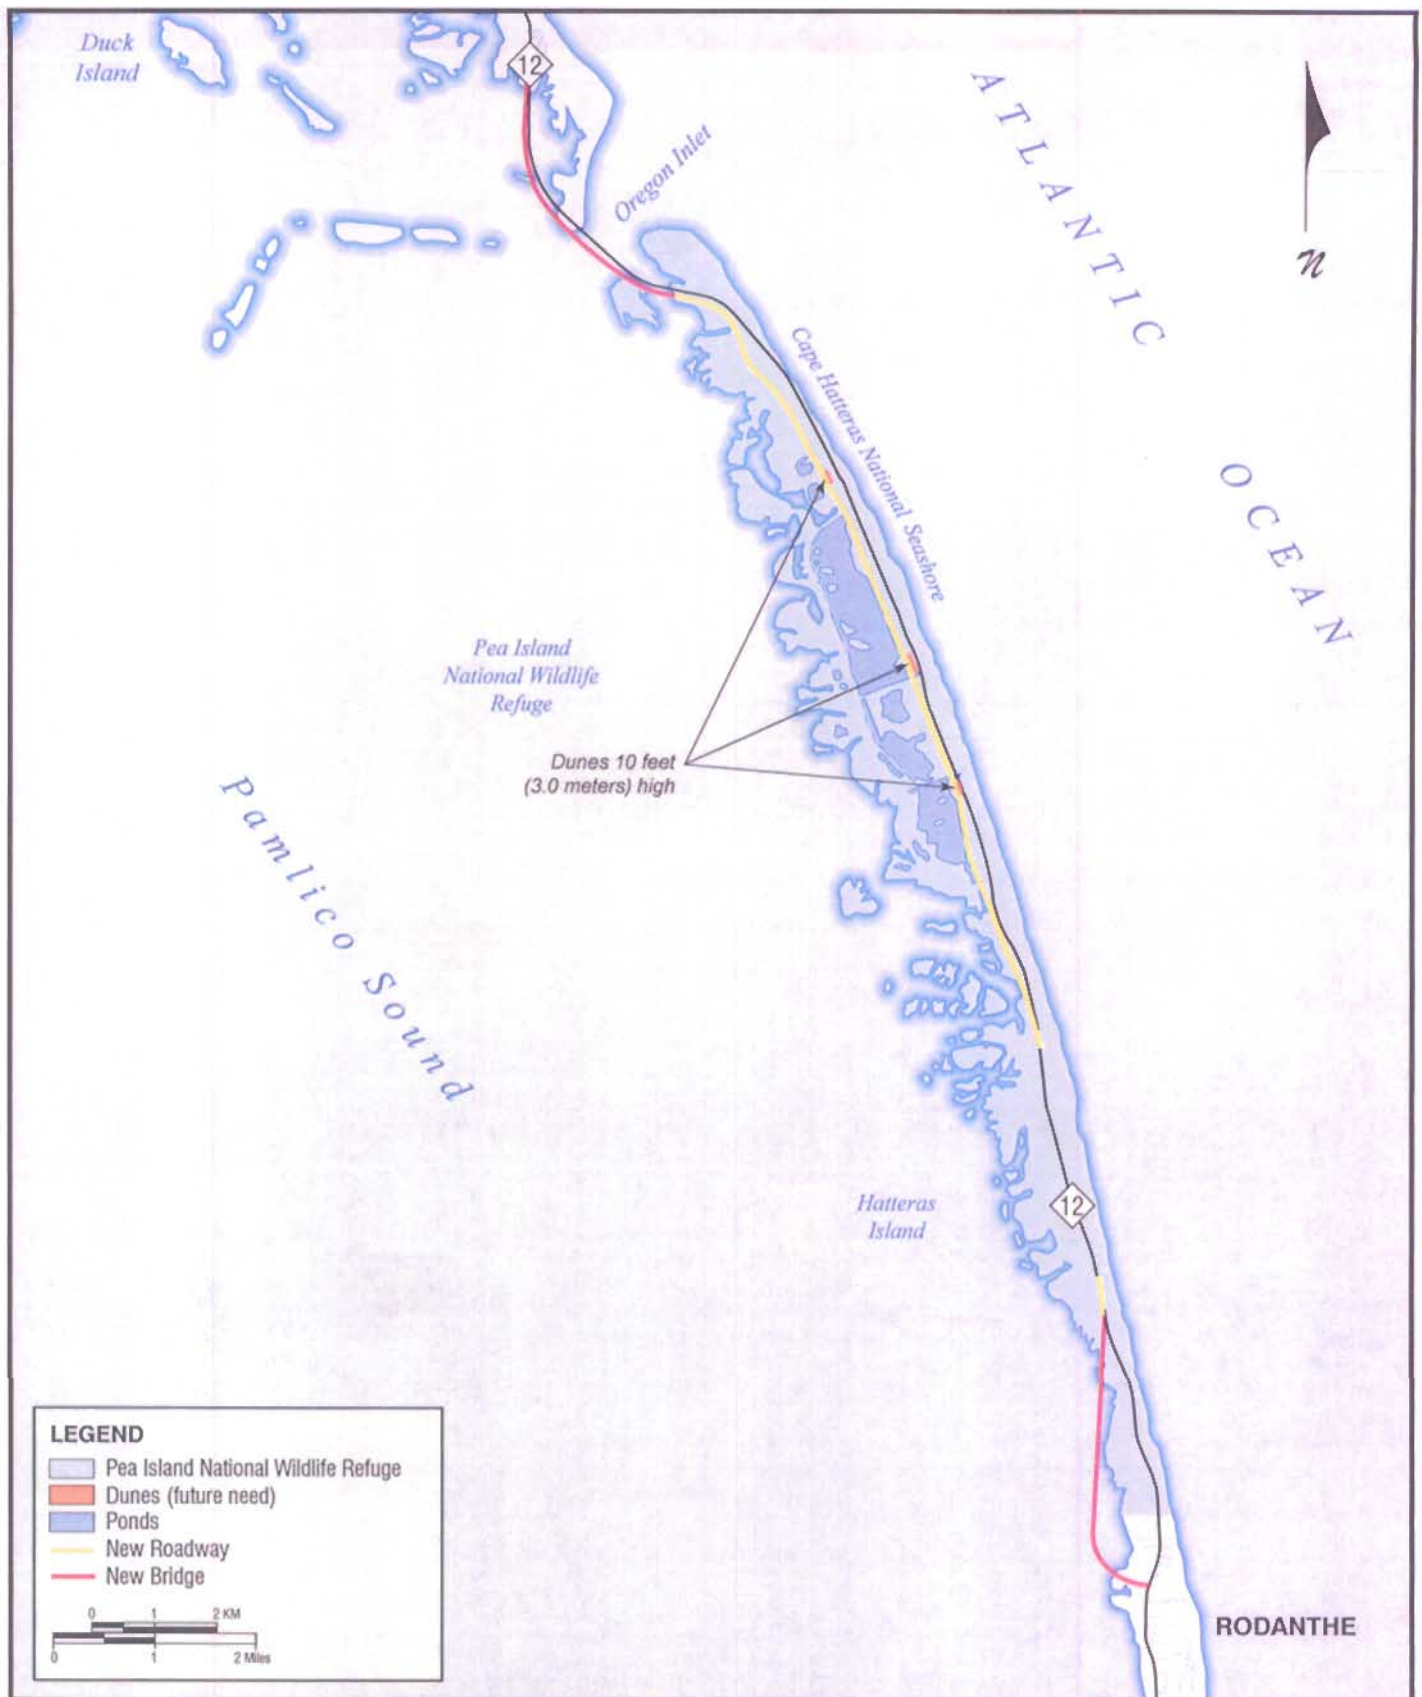 Duck
Island
12
Oregon Inlet
ATLANTIC
OCEAN
N
Cape Hatteras National Seashore
Pea Island
National Wildlife
Refuge
Dunes 10 feet
(3.0 meters) high
Pamlico Sound
Hatteras
Island
12
LEGEND
Pea Island National Wildlife Refuge
Dunes (future need)
Ponds
New Roadway
New Bridge
0 1 2 KM
0 1 2 Miles
RODANTHE